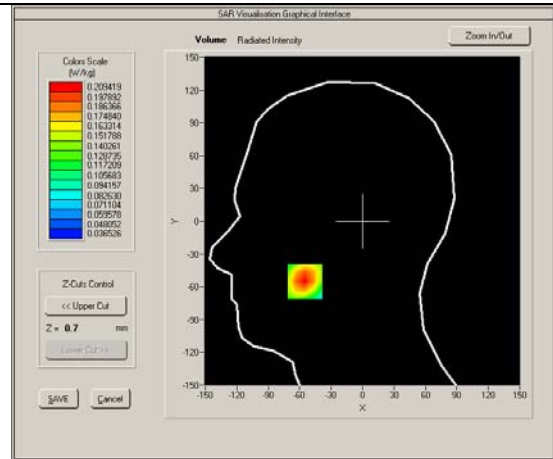 SAR Visualisation Graphical Interface
Volume Radiated Intensity
Zoom In/Out
Colors Scale
(W/kg)
0.209419
0.197892
0.186366
0.174840
0.163314
0.151788
0.140261
0.128735
0.117209
0.105683
0.094157
0.082630
0.071104
0.059578
0.048052
0.036526
Z-Cuts Control
<< Upper Cut
Z = 0.7 mm
Lower Cut >>
SAVE
Cancel
150
120
90
60
30
0
-30
-60
-90
-120
-150
Y
-150 -120 -90 -60 -30 0 30 60 90 120 150
X